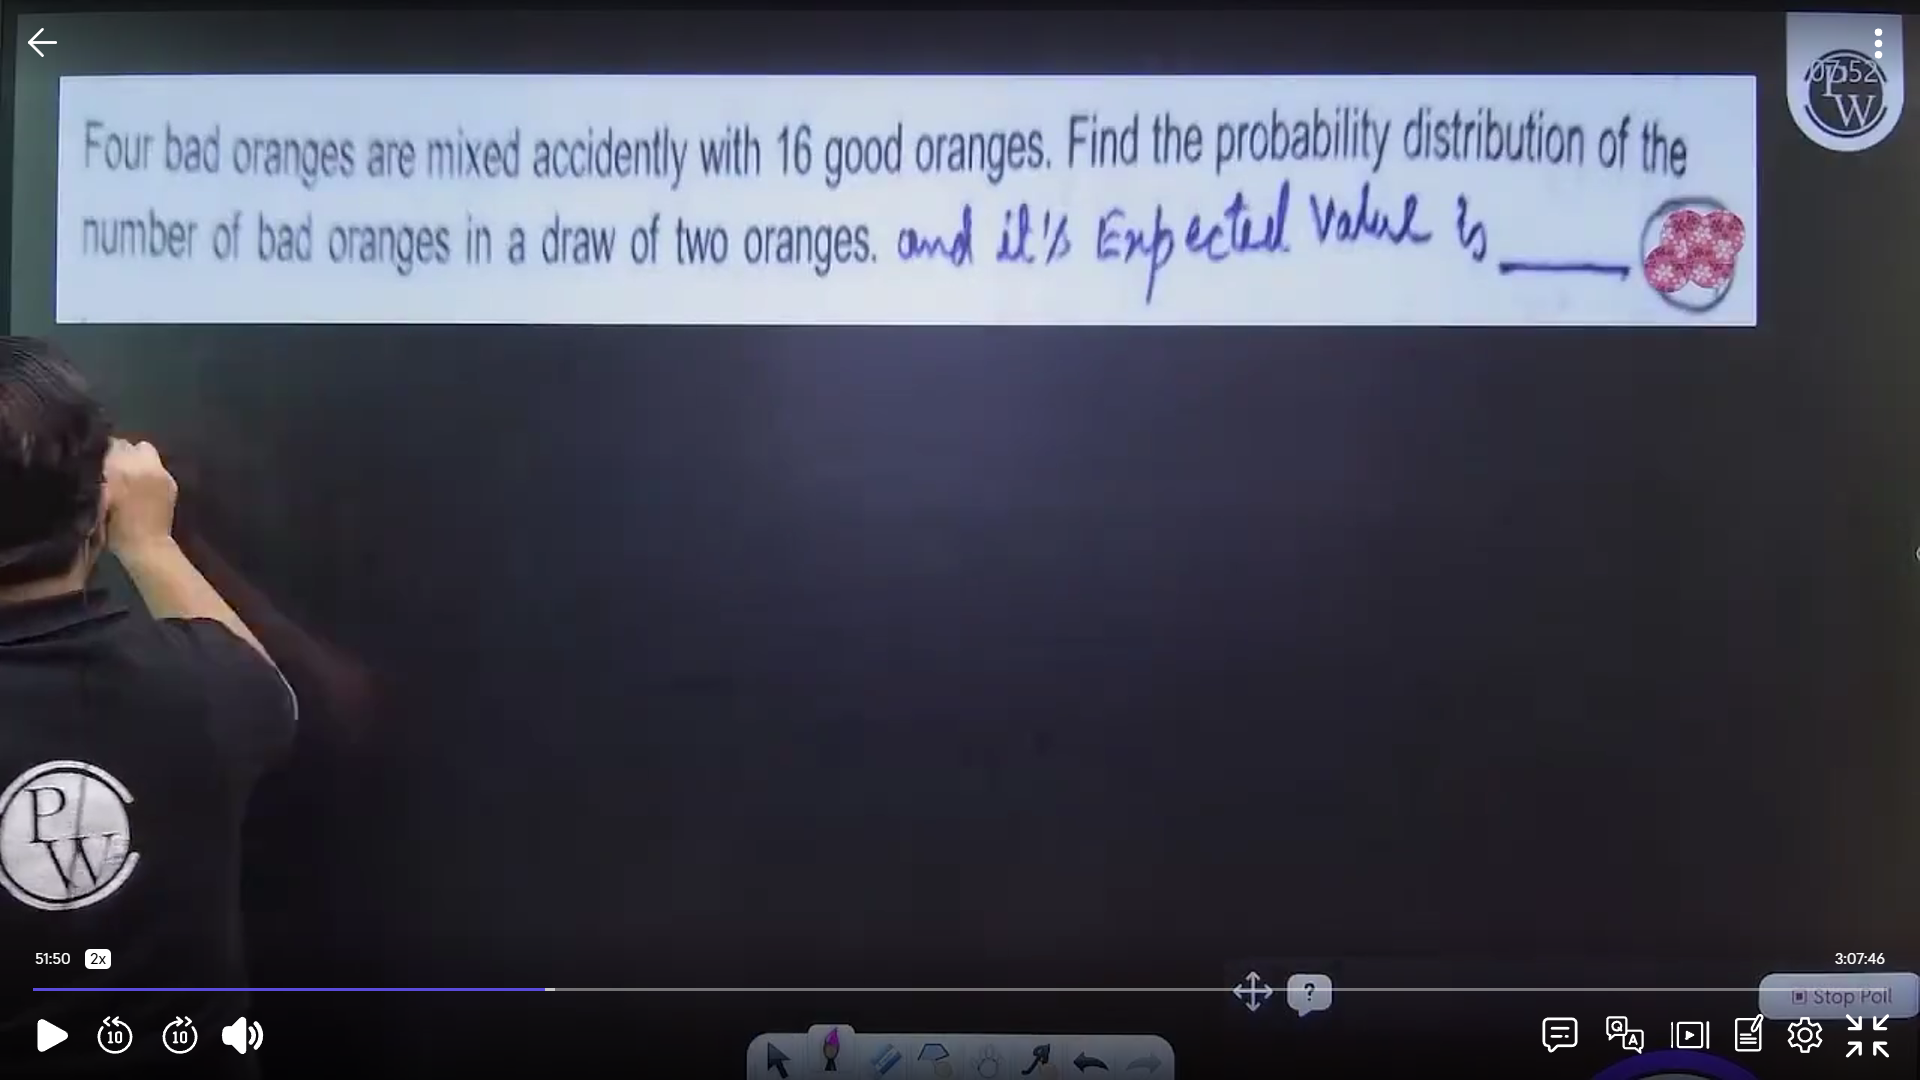 07:52
PW
Four bad oranges are mixed accidently with 16 good oranges. Find the probability distribution of the
number of bad oranges in a draw of two oranges. and it's Expected Value is ____
PW
51:50 2x 3:07:46
?
Stop Poll
10 10
Q A